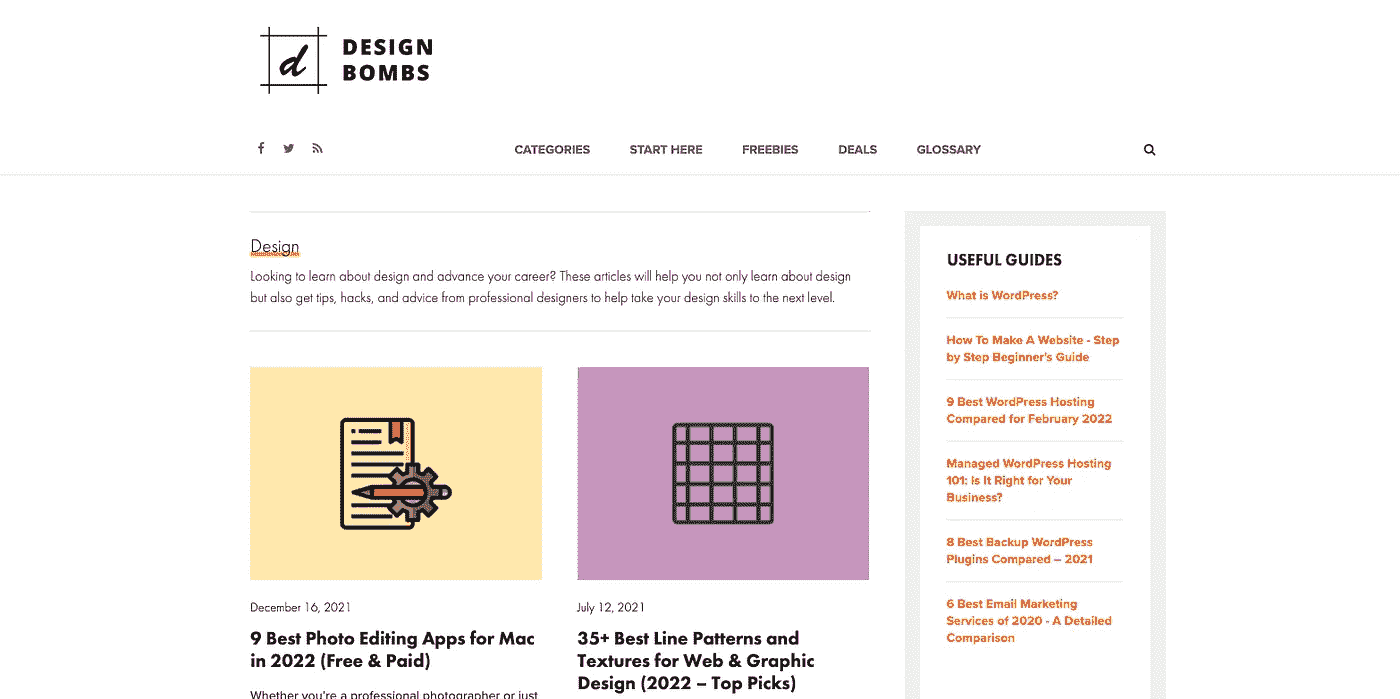 d
DESIGN
BOMBS
CATEGORIES START HERE FREEBIES DEALS GLOSSARY
Design
Looking to learn about design and advance your career? These articles will help you not only learn about design
but also get tips, hacks, and advice from professional designers to help take your design skills to the next level.
December 16, 2021
9 Best Photo Editing Apps for Mac
in 2022 (Free & Paid)
Whether you're a professional photographer or just
July 12, 2021
35+ Best Line Patterns and
Textures for Web & Graphic
Design (2022 – Top Picks)
USEFUL GUIDES
What is WordPress?
How To Make A Website - Step
by Step Beginner's Guide
9 Best WordPress Hosting
Compared for February 2022
Managed WordPress Hosting
101: is It Right for Your
Business?
8 Best Backup WordPress
Plugins Compared – 2021
6 Best Email Marketing
Services of 2020 - A Detailed
Comparison